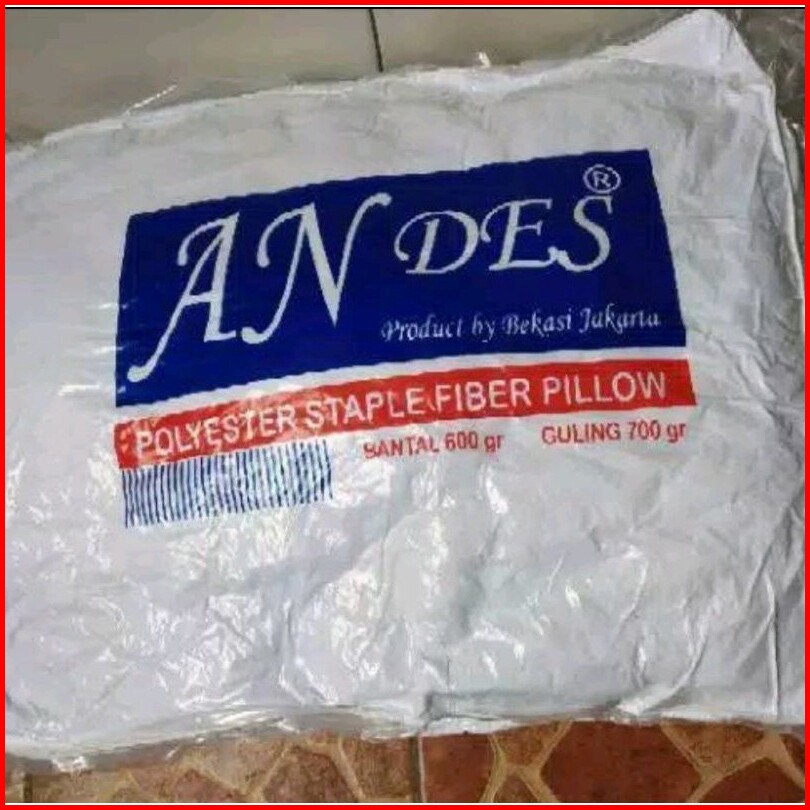 AN DES ®
Product by Bekasi Jakarta
POLYESTER STAPLE FIBER PILLOW
BANTAL 600 gr GULING 700 gr